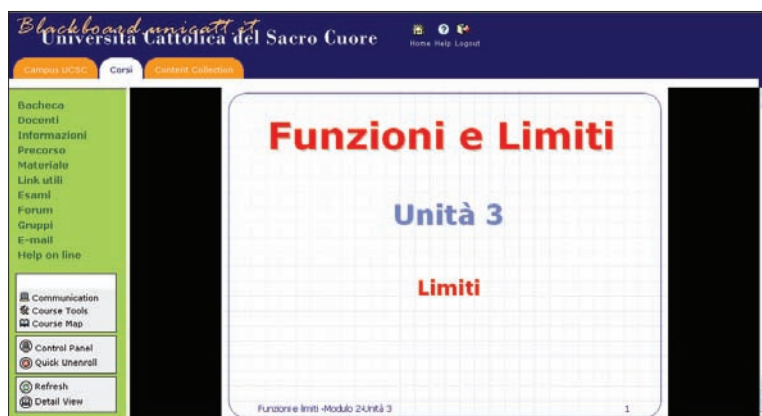 Blackboard.unicatt.it
Università Cattolica del Sacro Cuore
Home Help Logout
Campus UCSC Corsi Content Collection
Bacheca
Docenti
Informazioni
Precorso
Materiale
Link utili
Esami
Forum
Gruppi
E-mail
Help on line
Communication
Course Tools
Course Map
Control Panel
Quick Unenroll
Refresh
Detail View
Funzioni e Limiti
Unità 3
Limiti
Funzioni e limiti -Modulo 2-Unità 3 1